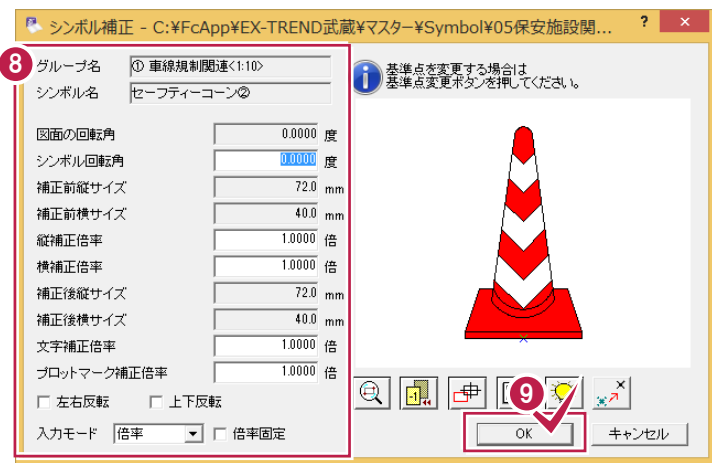 シンボル補正 - C:¥FcApp¥EX-TREND武蔵¥マスター¥Symbol¥05保安施設関... ? ×
8
グループ名 ① 車線規制関連<1:10>
シンボル名 セーフティーコーン②
基準点を変更する場合は
基準点変更ボタンを押してください。
図面の回転角 0.0000 度
シンボル回転角 0.0000 度
補正前縦サイズ 72.0 mm
補正前横サイズ 40.0 mm
縦補正倍率 1.0000 倍
横補正倍率 1.0000 倍
補正後縦サイズ 72.0 mm
補正後横サイズ 40.0 mm
文字補正倍率 1.0000 倍
プロットマーク補正倍率 1.0000 倍
左右反転 上下反転
入力モード 倍率 倍率固定
-1
9
OK キャンセル